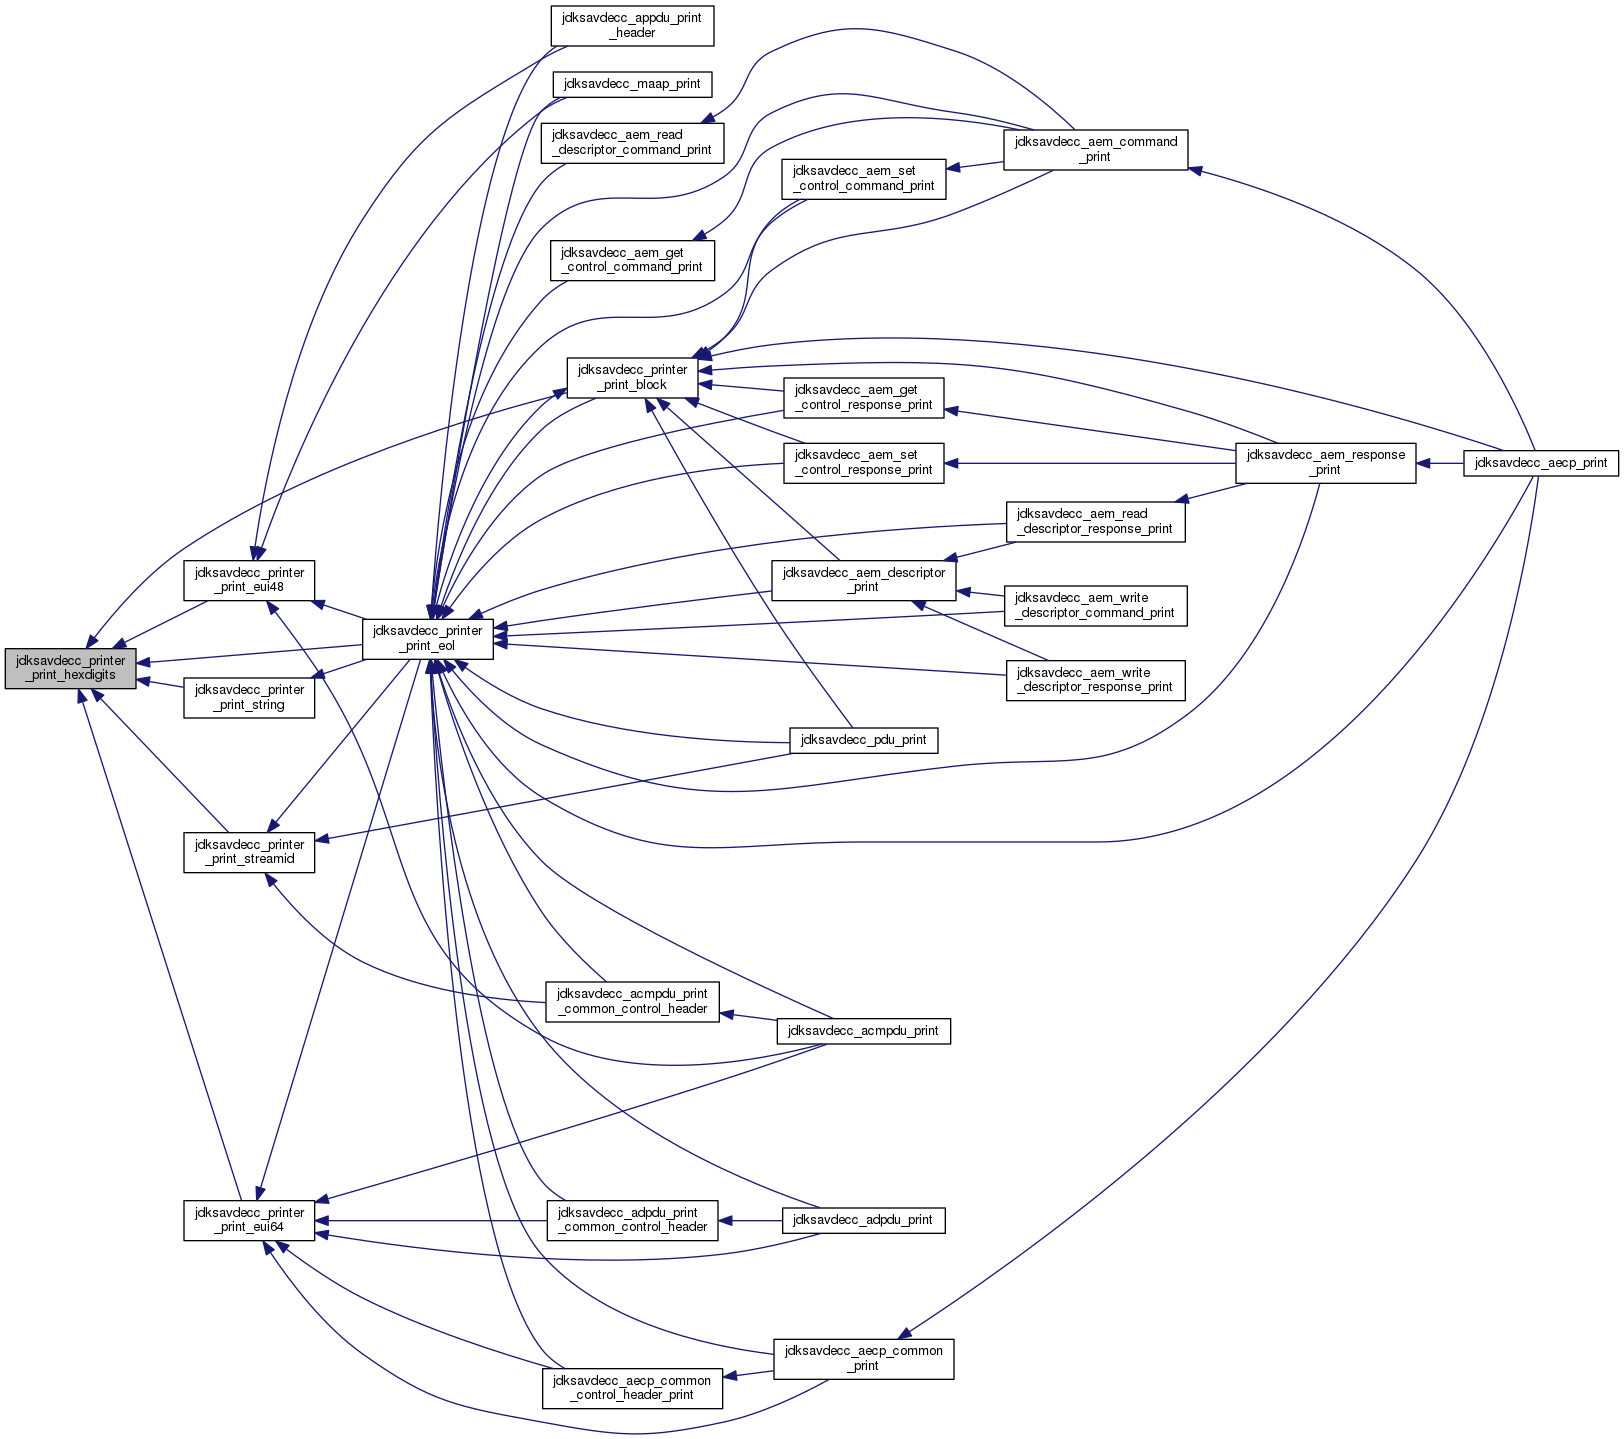 jdksavdecc_appdu_print
_header
jdksavdecc_maap_print
jdksavdecc_aem_read
_descriptor_command_print
jdksavdecc_aem_command
_print
jdksavdecc_aem_set
_control_command_print
jdksavdecc_aem_get
_control_command_print
jdksavdecc_printer
_print_block
jdksavdecc_aem_get
_control_response_print
jdksavdecc_aem_set
_control_response_print
jdksavdecc_aem_response
_print
jdksavdecc_aecp_print
jdksavdecc_aem_read
_descriptor_response_print
jdksavdecc_printer
_print_eui48
jdksavdecc_aem_descriptor
_print
jdksavdecc_aem_write
_descriptor_command_print
jdksavdecc_printer
_print_eol
jdksavdecc_printer
_print_hexdigits
jdksavdecc_aem_write
_descriptor_response_print
jdksavdecc_printer
_print_string
jdksavdecc_pdu_print
jdksavdecc_printer
_print_streamid
jdksavdecc_acmpdu_print
_common_control_header
jdksavdecc_acmpdu_print
jdksavdecc_printer
_print_eui64
jdksavdecc_adpdu_print
_common_control_header
jdksavdecc_adpdu_print
jdksavdecc_aecp_common
_print
jdksavdecc_aecp_common
_control_header_print